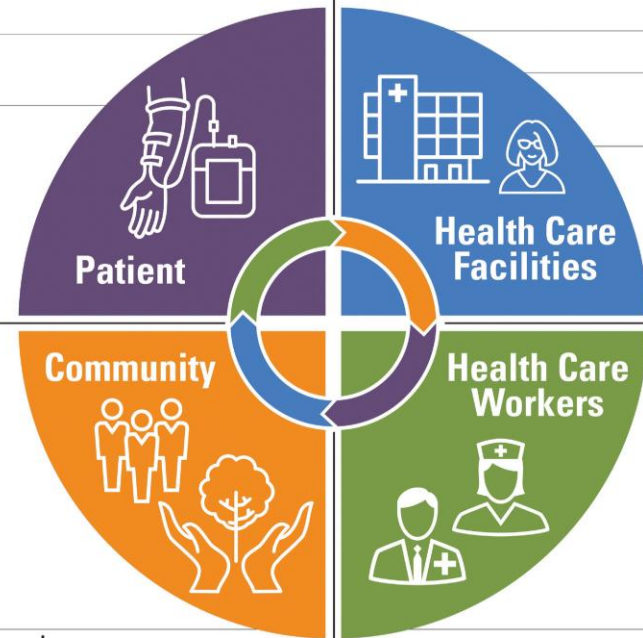 Patient
Health Care
Facilities
Community
Health Care
Workers